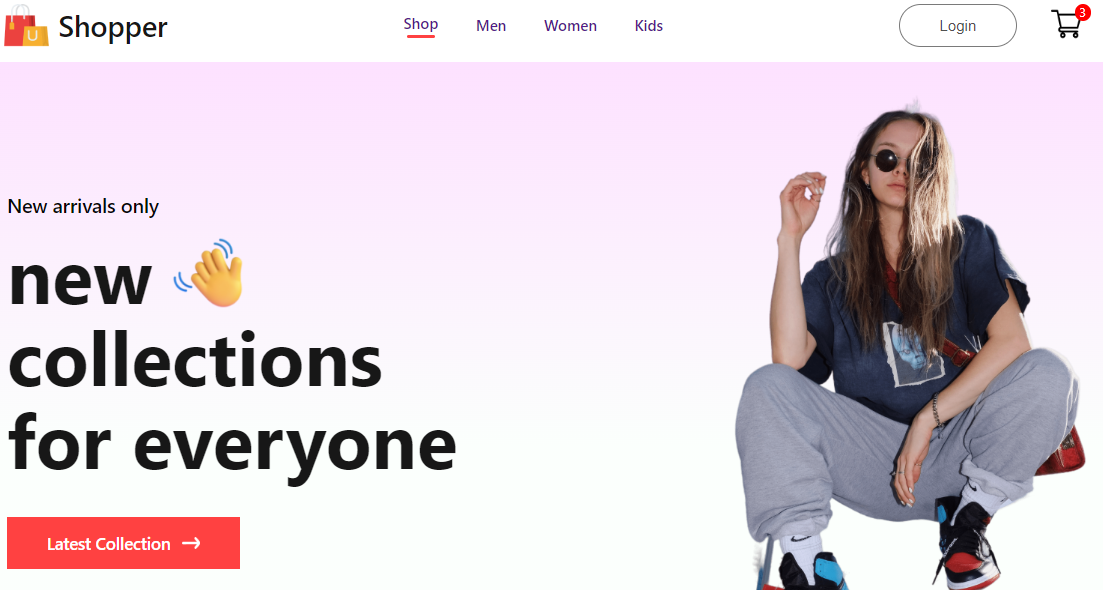 Shopper
Shop
Men
Women
Kids
Login
3
New arrivals only
new
collections
for everyone
Latest Collection →